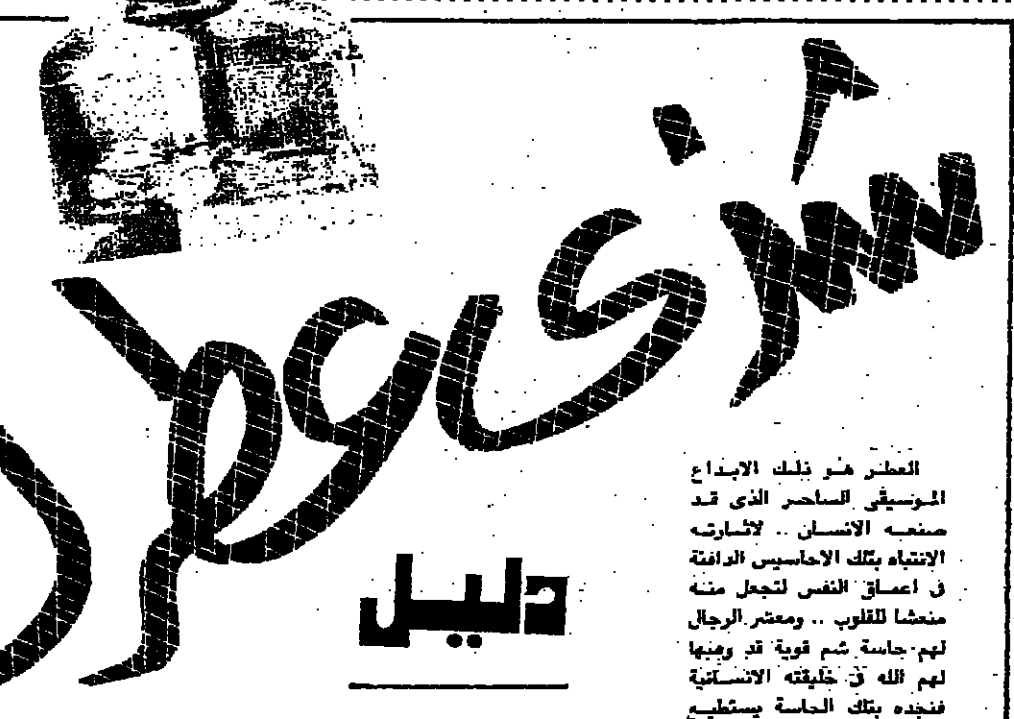 دليل
العطر هو ذلك الابداع
الموسيقى الساحر الذى قد
صنعه الانسان .. لاثارته
الانتباه بتلك الاحاسيس الدافئة
فى اعماق النفس لتجعل منه
منعشا للقلوب .. ومعشر الرجال
لهم حاسة شم قوية قد وهبها
لهم الله فى خليقته الانسانية
فنجده بتلك الحاسة يستطيع